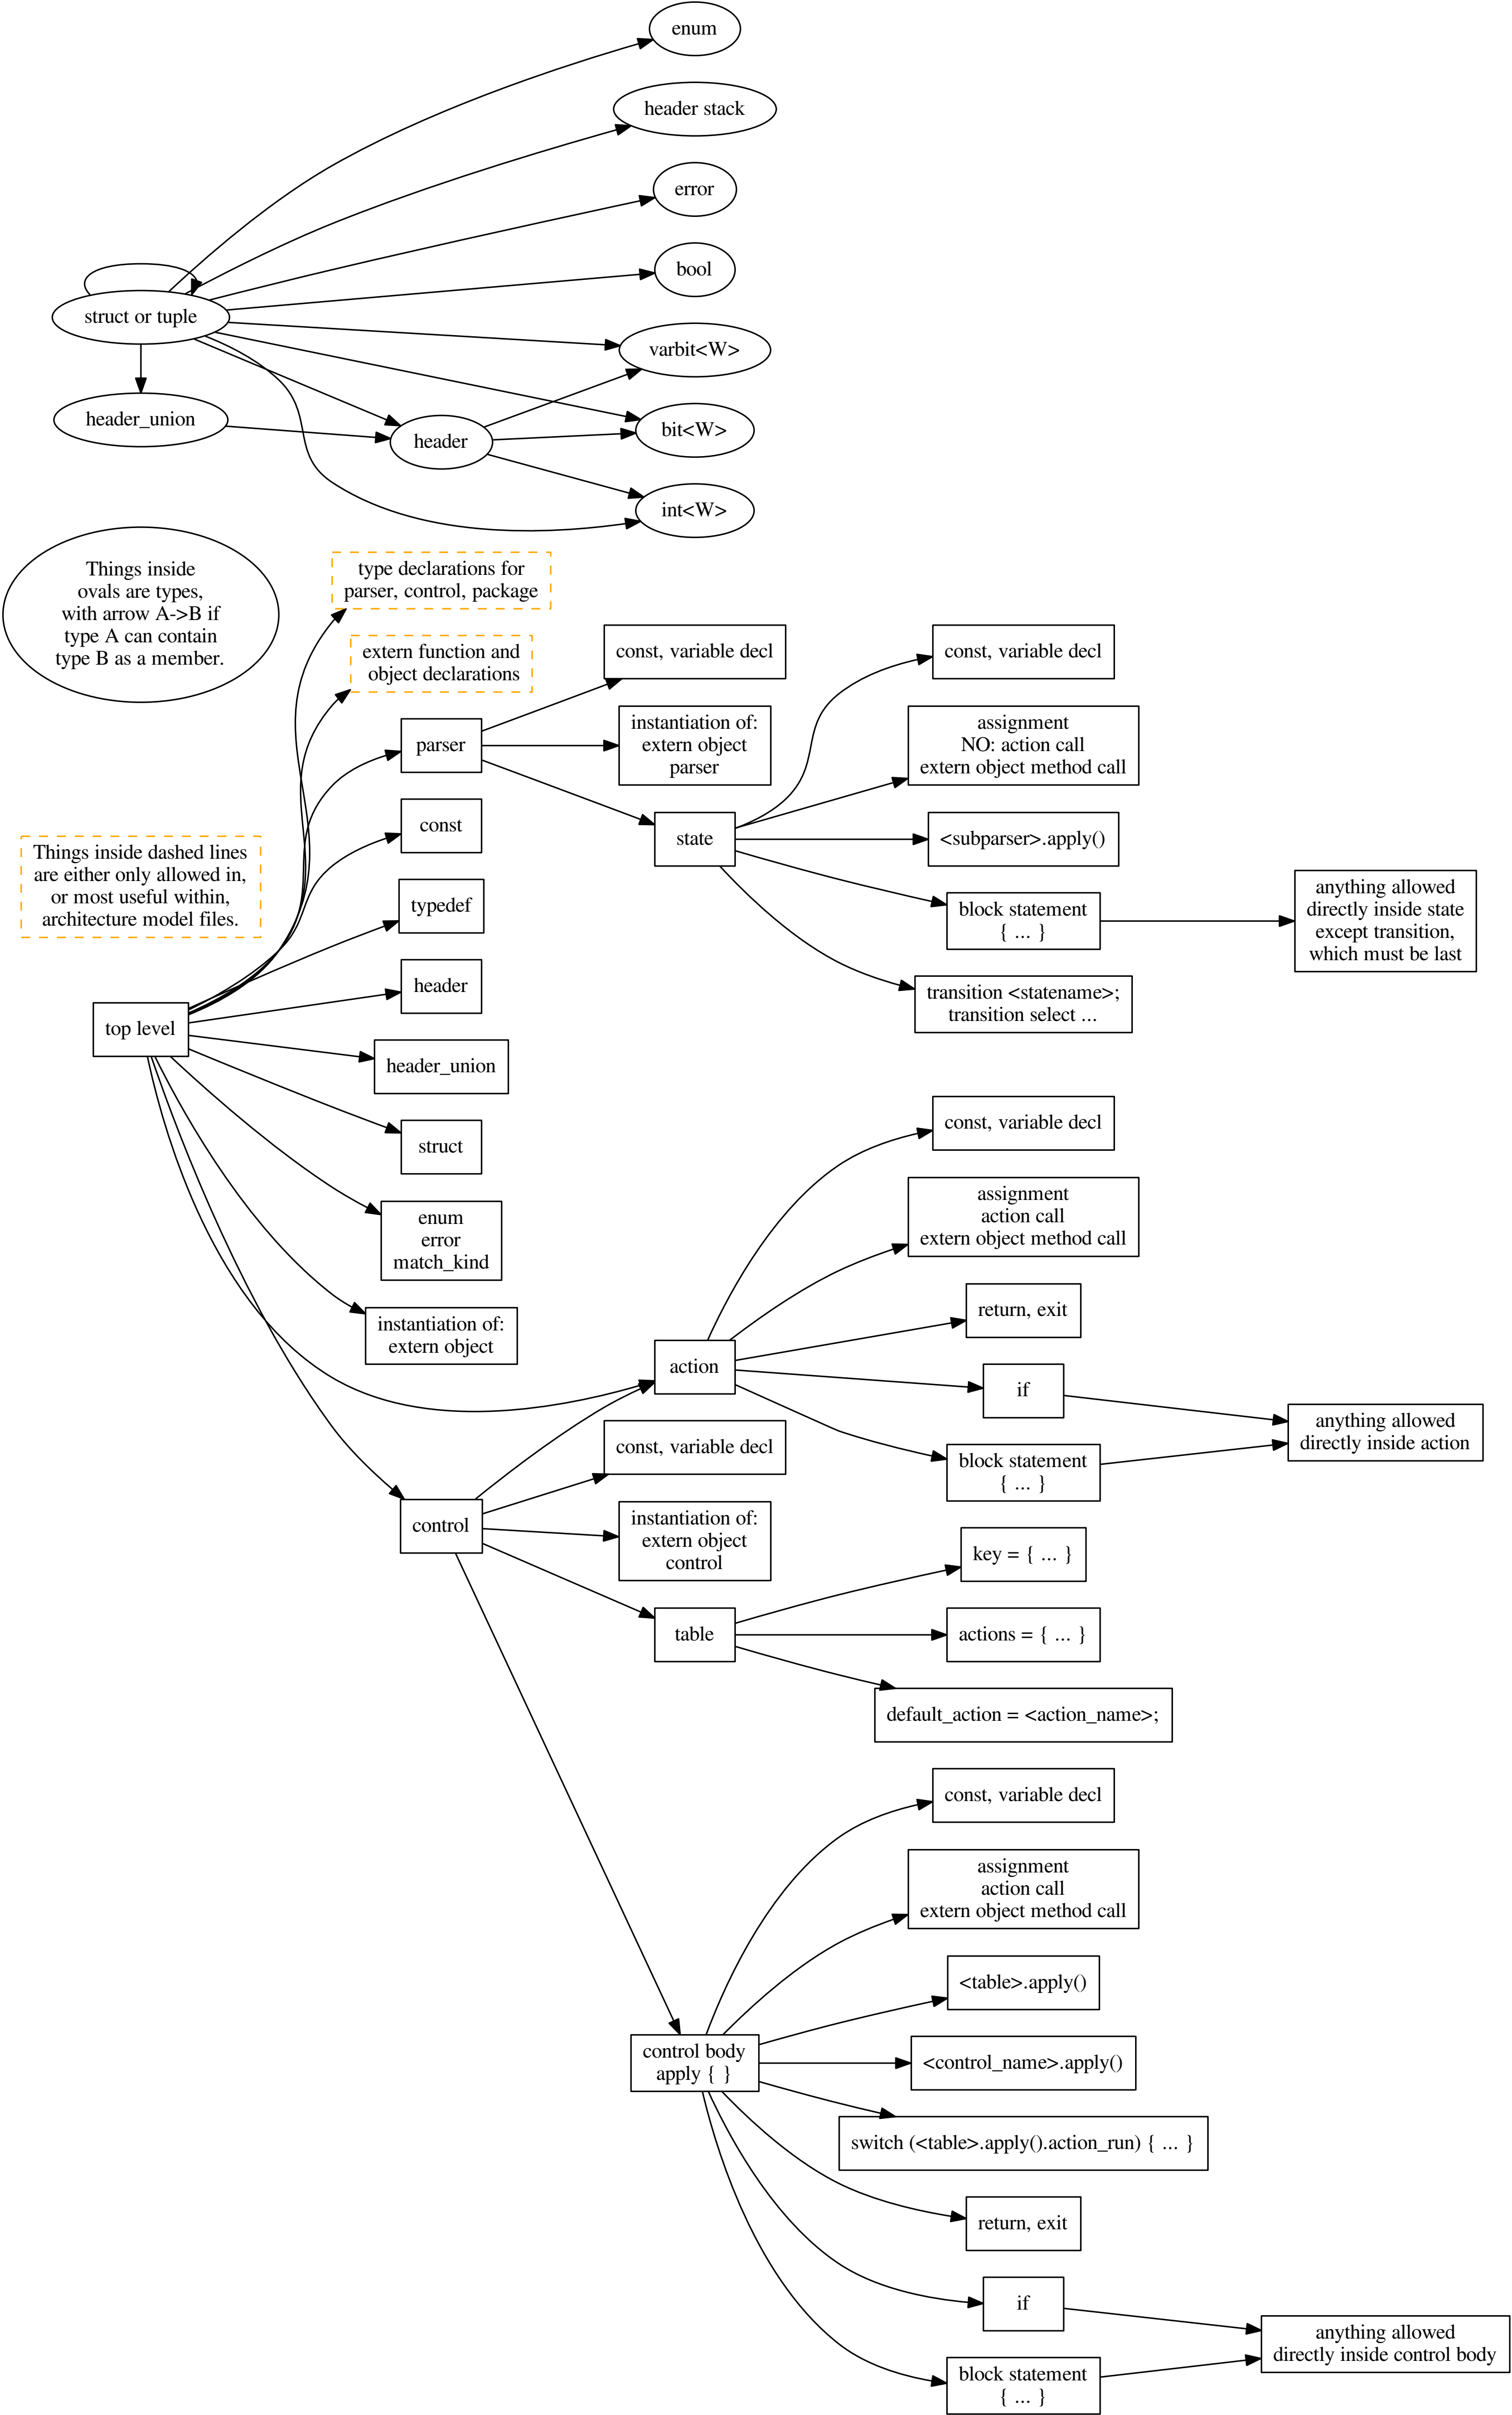 enum
header stack
error
bool
struct or tuple
varbit<W>
header_union
bit<W>
header
int<W>
Things inside
ovals are types,
with arrow A->B if
type A can contain
type B as a member.
type declarations for
parser, control, package
extern function and
object declarations
const, variable decl
const, variable decl
parser
instantiation of:
extern object
parser
assignment
NO: action call
extern object method call
Things inside dashed lines
are either only allowed in,
or most useful within,
architecture model files.
const
state
<subparser>.apply()
typedef
block statement
{ ... }
anything allowed
directly inside state
except transition,
which must be last
top level
header
transition <statename>;
transition select ...
header_union
struct
const, variable decl
enum
error
match_kind
assignment
action call
extern object method call
instantiation of:
extern object
return, exit
action
if
anything allowed
directly inside action
const, variable decl
block statement
{ ... }
control
instantiation of:
extern object
control
key = { ... }
table
actions = { ... }
default_action = <action_name>;
const, variable decl
assignment
action call
extern object method call
<table>.apply()
control body
apply { }
<control_name>.apply()
switch (<table>.apply().action_run) { ... }
return, exit
if
anything allowed
directly inside control body
block statement
{ ... }